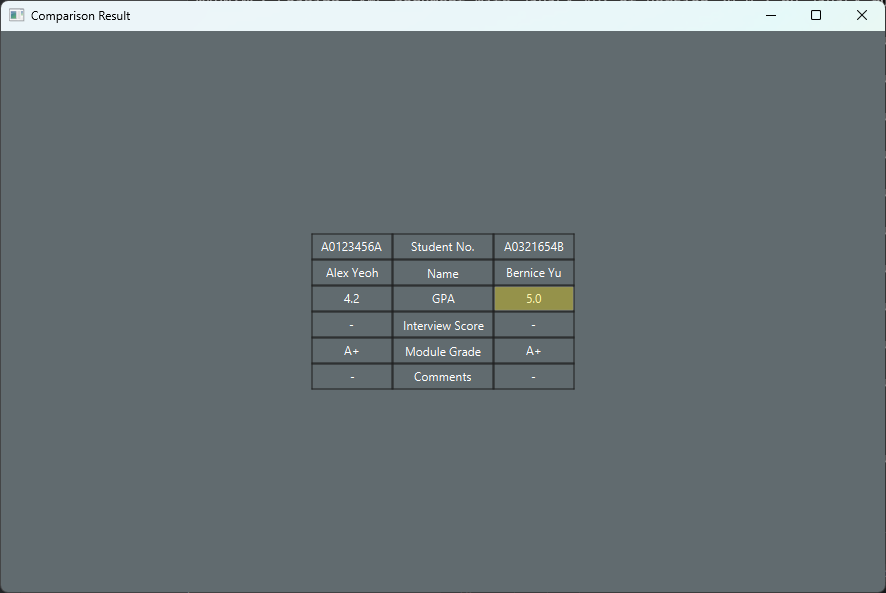 Comparison Result
A0123456A Student No. A0321654B
Alex Yeoh Name Bernice Yu
4.2 GPA 5.0
- Interview Score -
A+ Module Grade A+
- Comments -